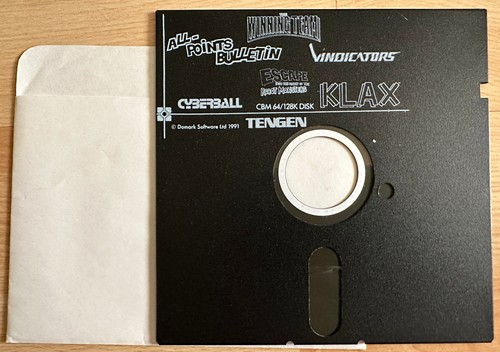 THE
WINNING TEAM
ALL-
POINTS
BULLETIN
VINDICATORS
ESCAPE
FROM THE PLANET OF THE
ROBOT MONSTERS
KLAX
CYBERBALL
CBM 64/128K DISK
© Domark Software Ltd 1991
TENGEN